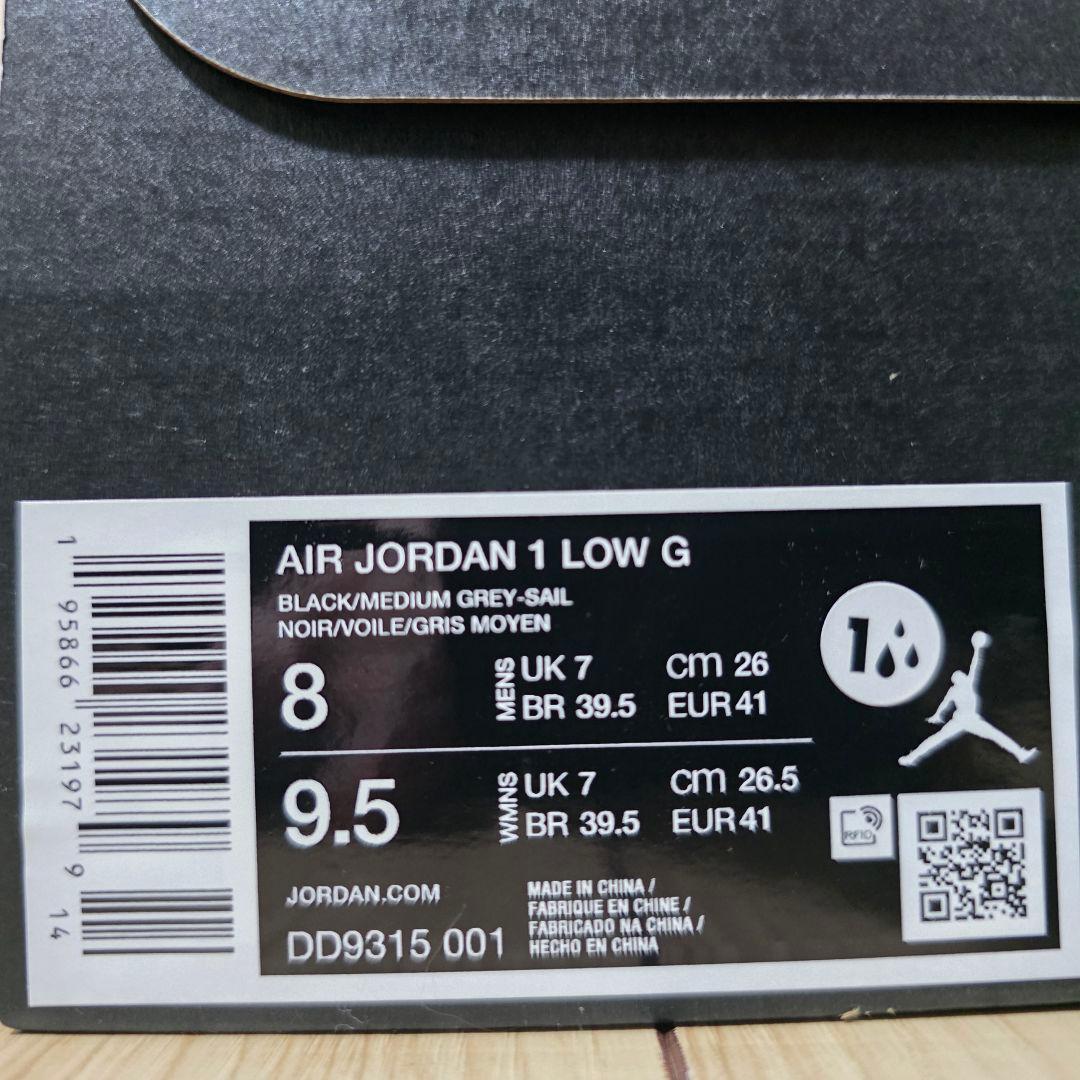 AIR JORDAN 1 LOW G
BLACK/MEDIUM GREY-SAIL
NOIR/VOILE/GRIS MOYEN
8 MENS UK 7 cm 26
BR 39.5 EUR 41
9.5 WMNS UK 7 cm 26.5
BR 39.5 EUR 41
JORDAN.COM
DD9315 001
MADE IN CHINA /
FABRIQUE EN CHINE /
FABRICADO NA CHINA /
HECHO EN CHINA
1
RFID
1 95866 23197 9 14